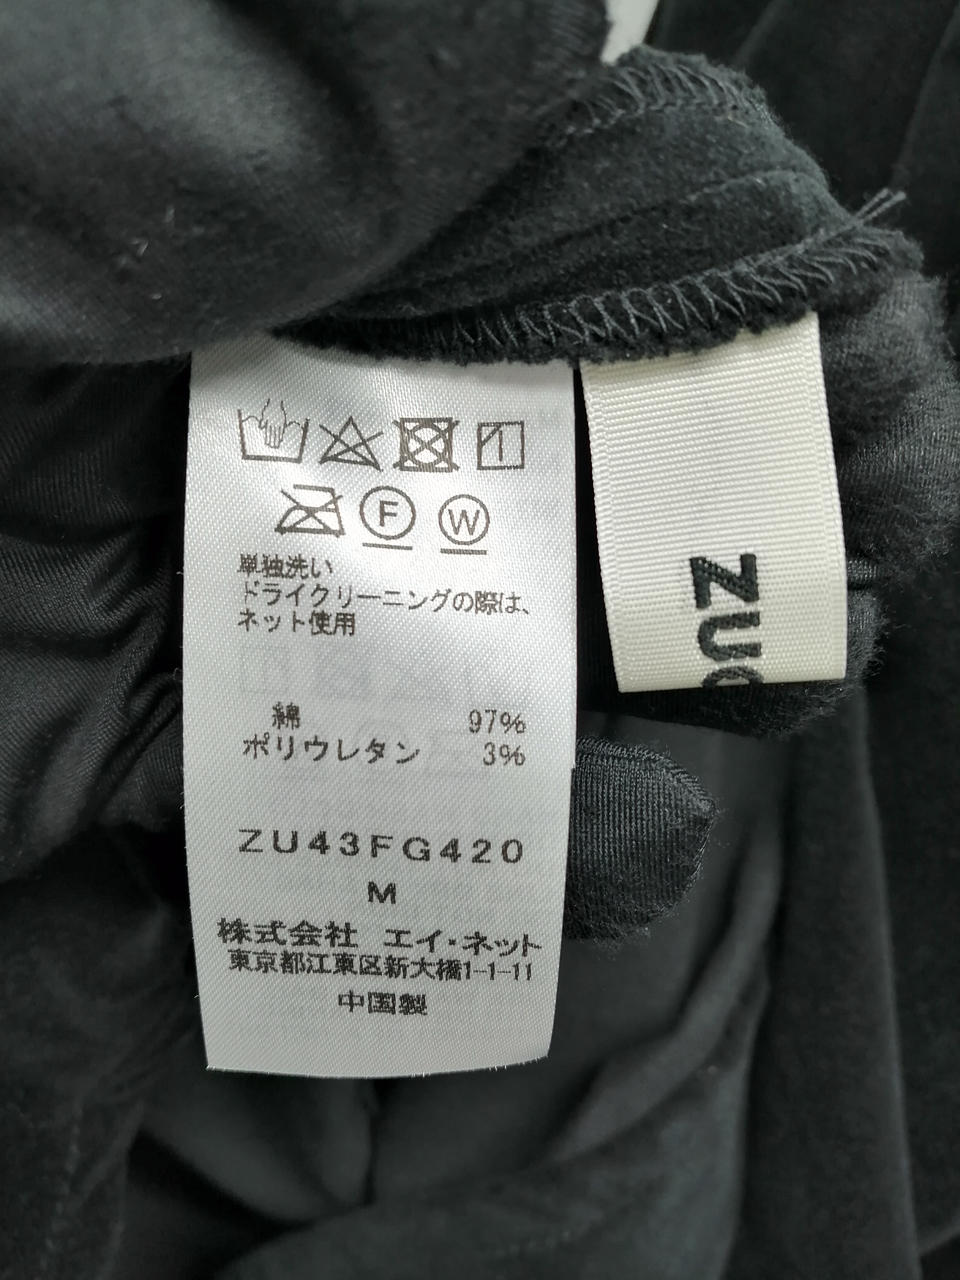 F
W
単独洗い
ドライクリーニングの際は、
ネット使用
綿 97%
ポリウレタン 3%
ZU43FG420
M
株式会社 エイ・ネット
東京都江東区新大橋1-1-11
中国製
ZU